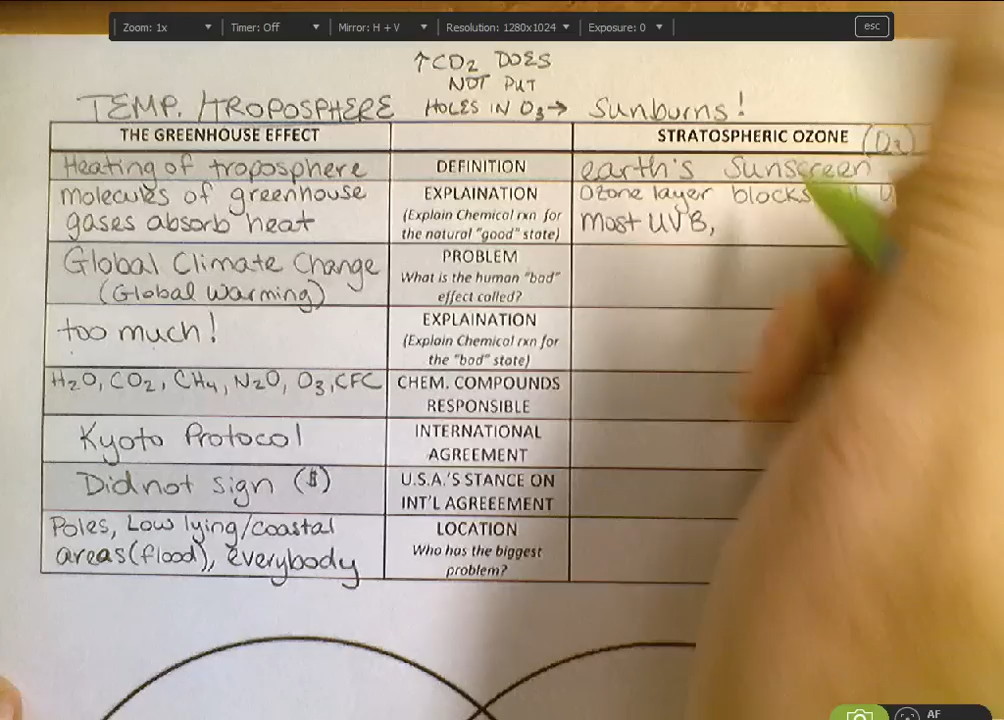 Zoom: 1x Timer: Off Mirror: H + V Resolution: 1280x1024 Exposure: 0 esc
↑CO2 DOES
NOT PUT
HOLES IN O3→
TEMP./TROPOSPHERE
Sunburns!
THE GREENHOUSE EFFECT
STRATOSPHERIC OZONE (O3)
Heating of troposphere
DEFINITION
earth's Sunscreen
molecules of greenhouse
gases absorb heat
EXPLAINATION
(Explain Chemical rxn for
the natural "good" state)
Ozone layer blocks
Most UVB,
Global Climate Change
(Global Warming)
PROBLEM
What is the human "bad"
effect called?
too much!
EXPLAINATION
(Explain Chemical rxn for
the "bad" state)
H2O, CO2, CH4, N2O, O3, CFC
CHEM. COMPOUNDS
RESPONSIBLE
Kyoto Protocol
INTERNATIONAL
AGREEMENT
Did not sign ($)
U.S.A.'S STANCE ON
INT'L AGREEEMENT
Poles, Low lying/coastal
areas(flood), everybody
LOCATION
Who has the biggest
problem?
AF